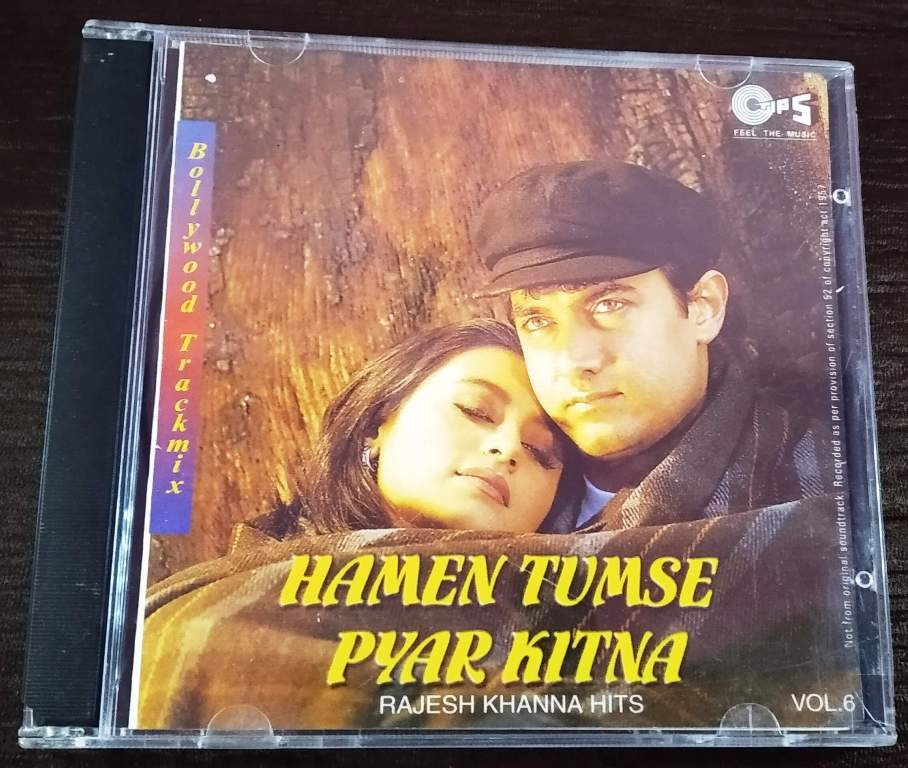 TIPS
FEEL THE MUSIC
Bollywood Trackmix
Not from original soundtrack. Recorded as per provision of section 52 of copyright act 1957
HAMEN TUMSE
PYAR KITNA
RAJESH KHANNA HITS
VOL.6